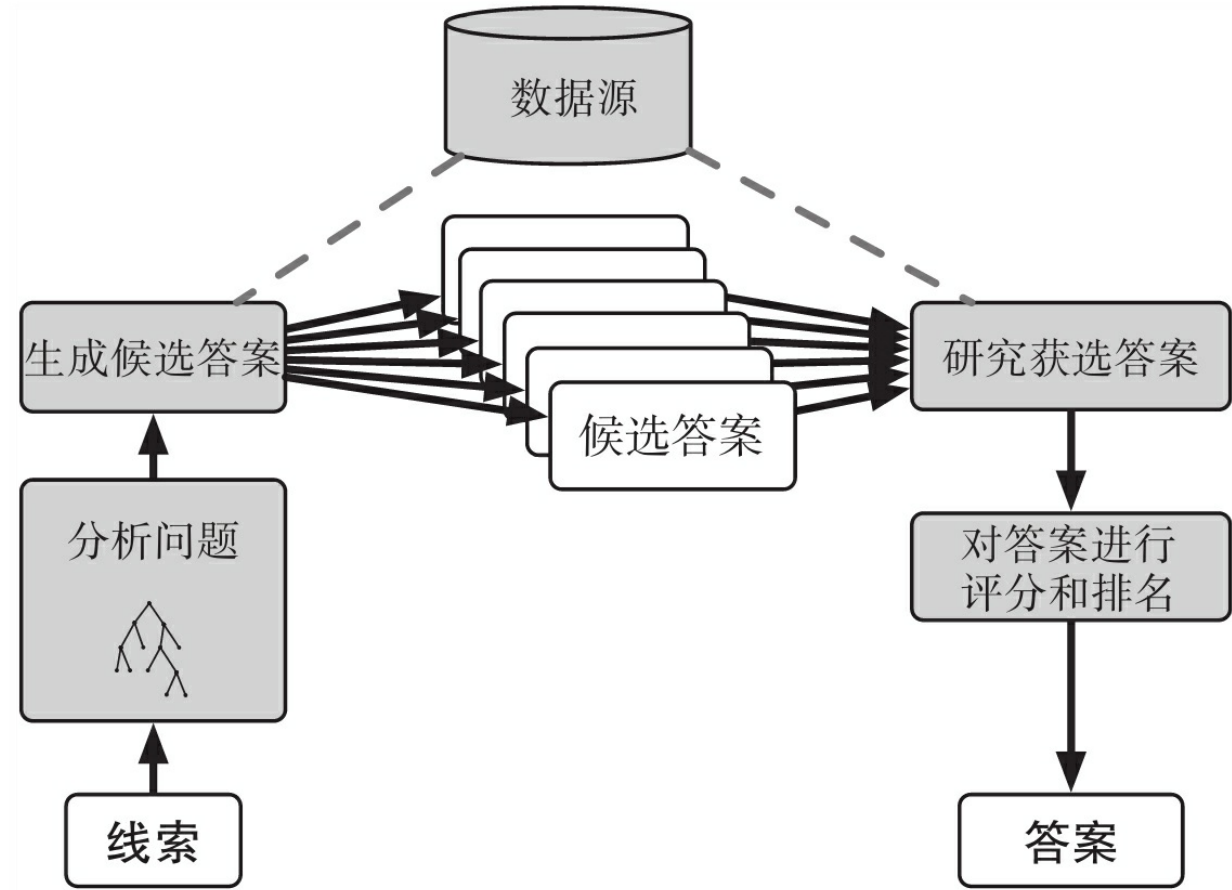 数据源
生成候选答案
候选答案
研究获选答案
分析问题
对答案进行
评分和排名
线索
答案